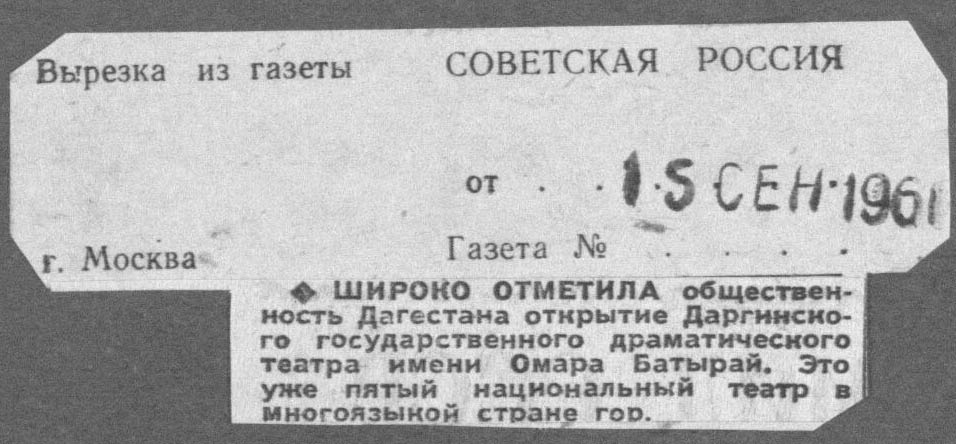 Вырезка из газеты СОВЕТСКАЯ РОССИЯ
от . . 15 СЕН 1961
г. Москва Газета № . . . .
◆ ШИРОКО ОТМЕТИЛА обществен-
ность Дагестана открытие Даргинско-
го государственного драматического
театра имени Омара Батырай. Это
уже пятый национальный театр в
многоязыкой стране гор.